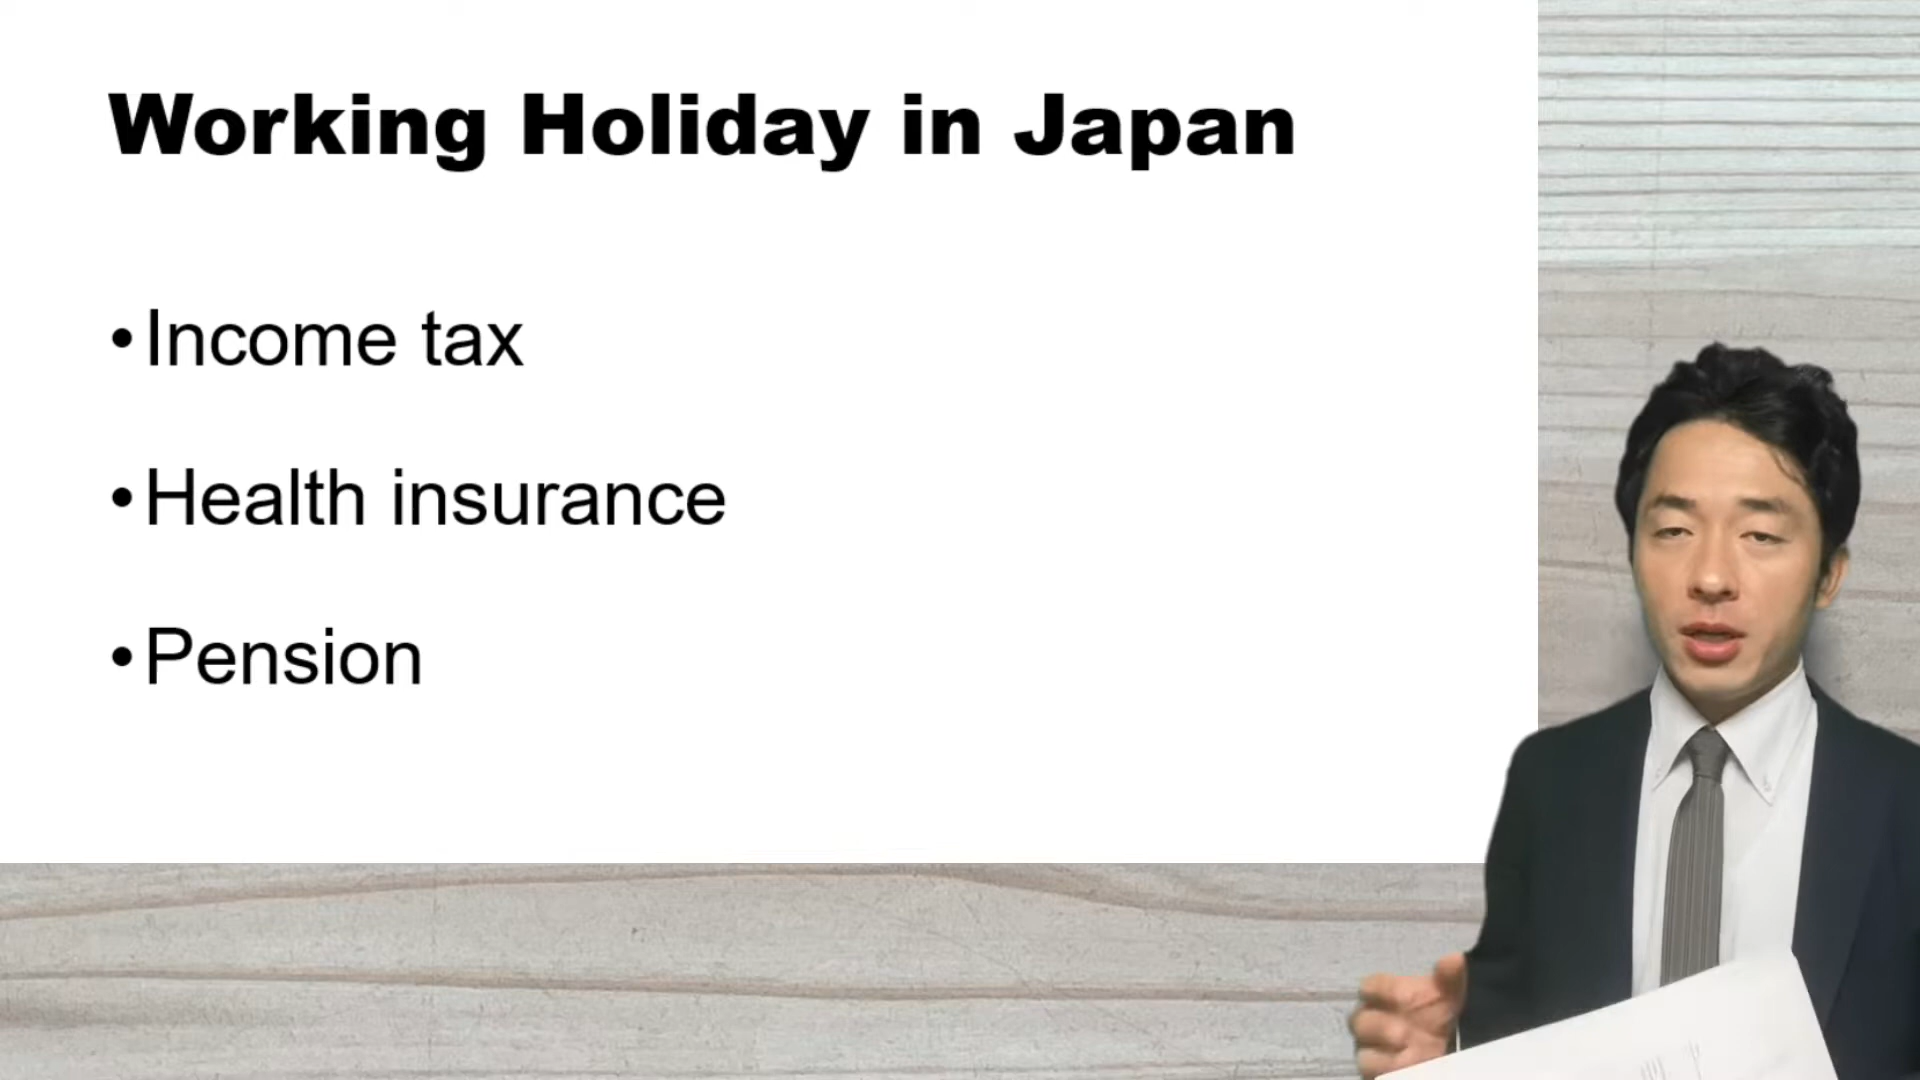 Working Holiday in Japan
•Income tax
•Health insurance
•Pension